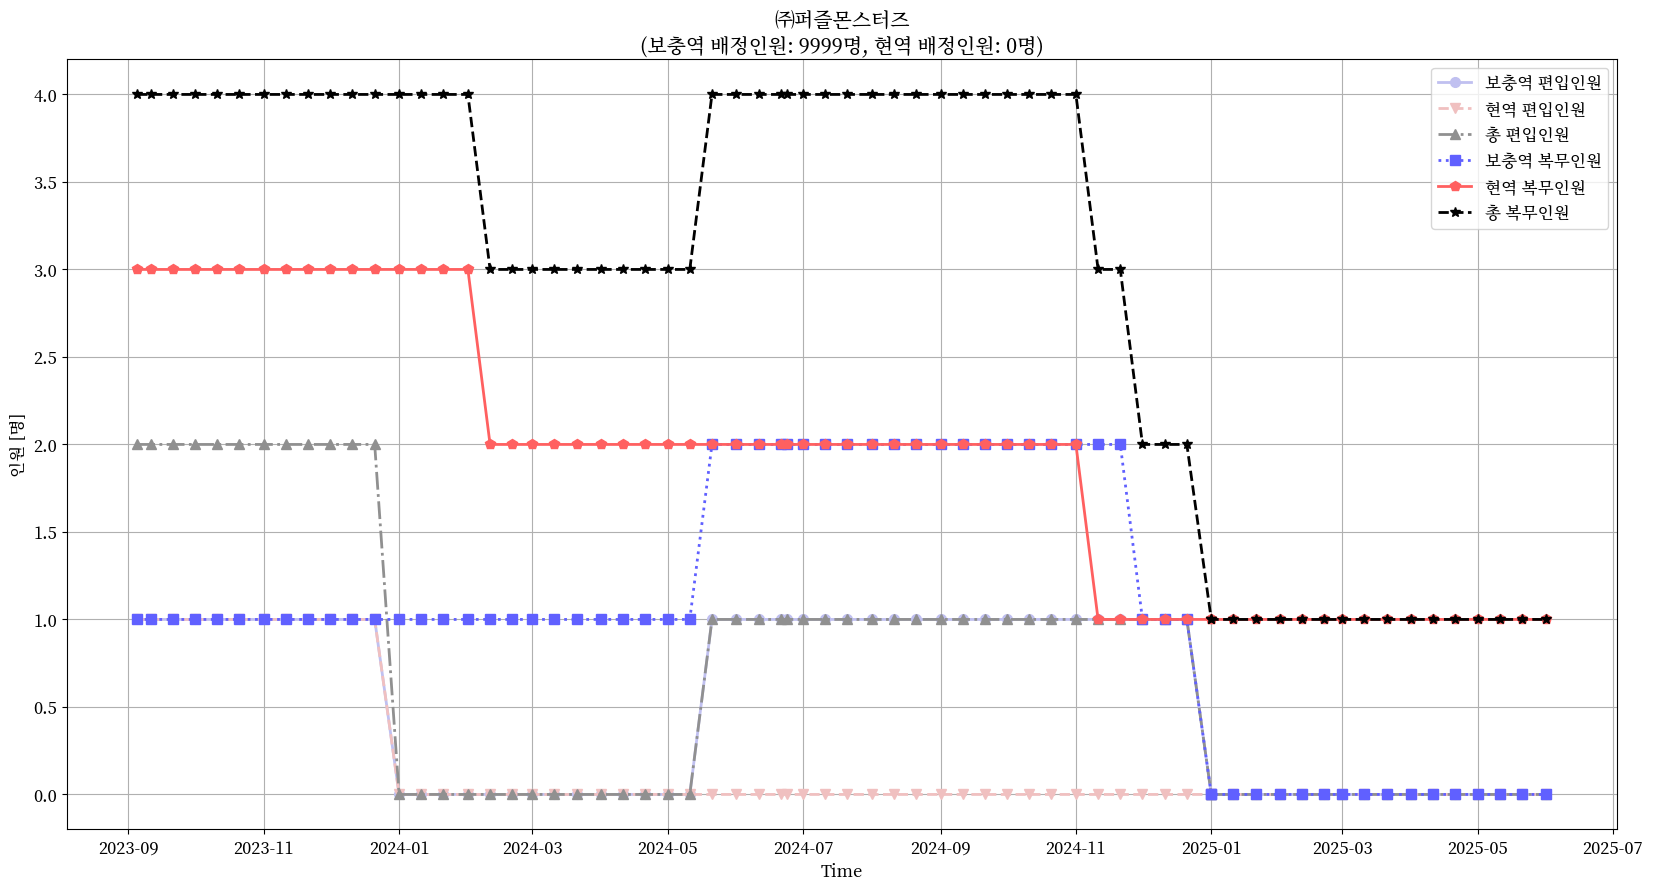 ㈜퍼즐몬스터즈
(보충역 배정인원: 9999명, 현역 배정인원: 0명)
보충역 편입인원
현역 편입인원
총 편입인원
보충역 복무인원
현역 복무인원
총 복무인원
인원 [명]
4.0
3.5
3.0
2.5
2.0
1.5
1.0
0.5
0.0
2023-09 2023-11 2024-01 2024-03 2024-05 2024-07 2024-09 2024-11 2025-01 2025-03 2025-05 2025-07
Time